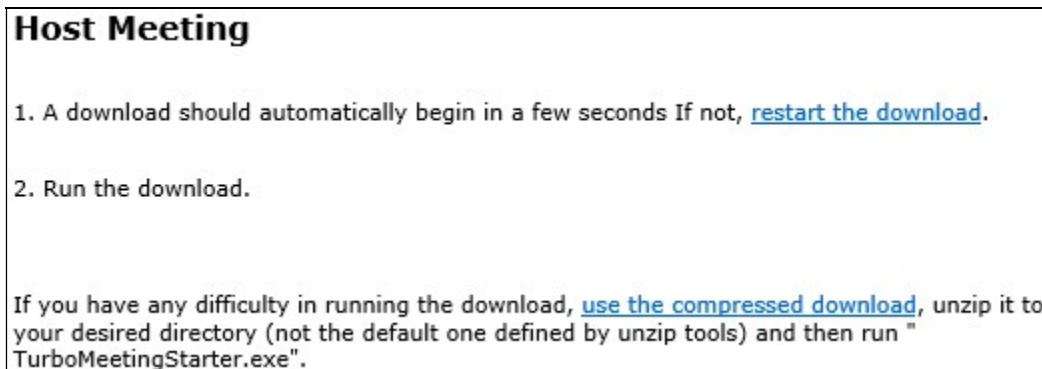 Host Meeting
1. A download should automatically begin in a few seconds If not, restart the download.
2. Run the download.
If you have any difficulty in running the download, use the compressed download, unzip it to
your desired directory (not the default one defined by unzip tools) and then run "
TurboMeetingStarter.exe".